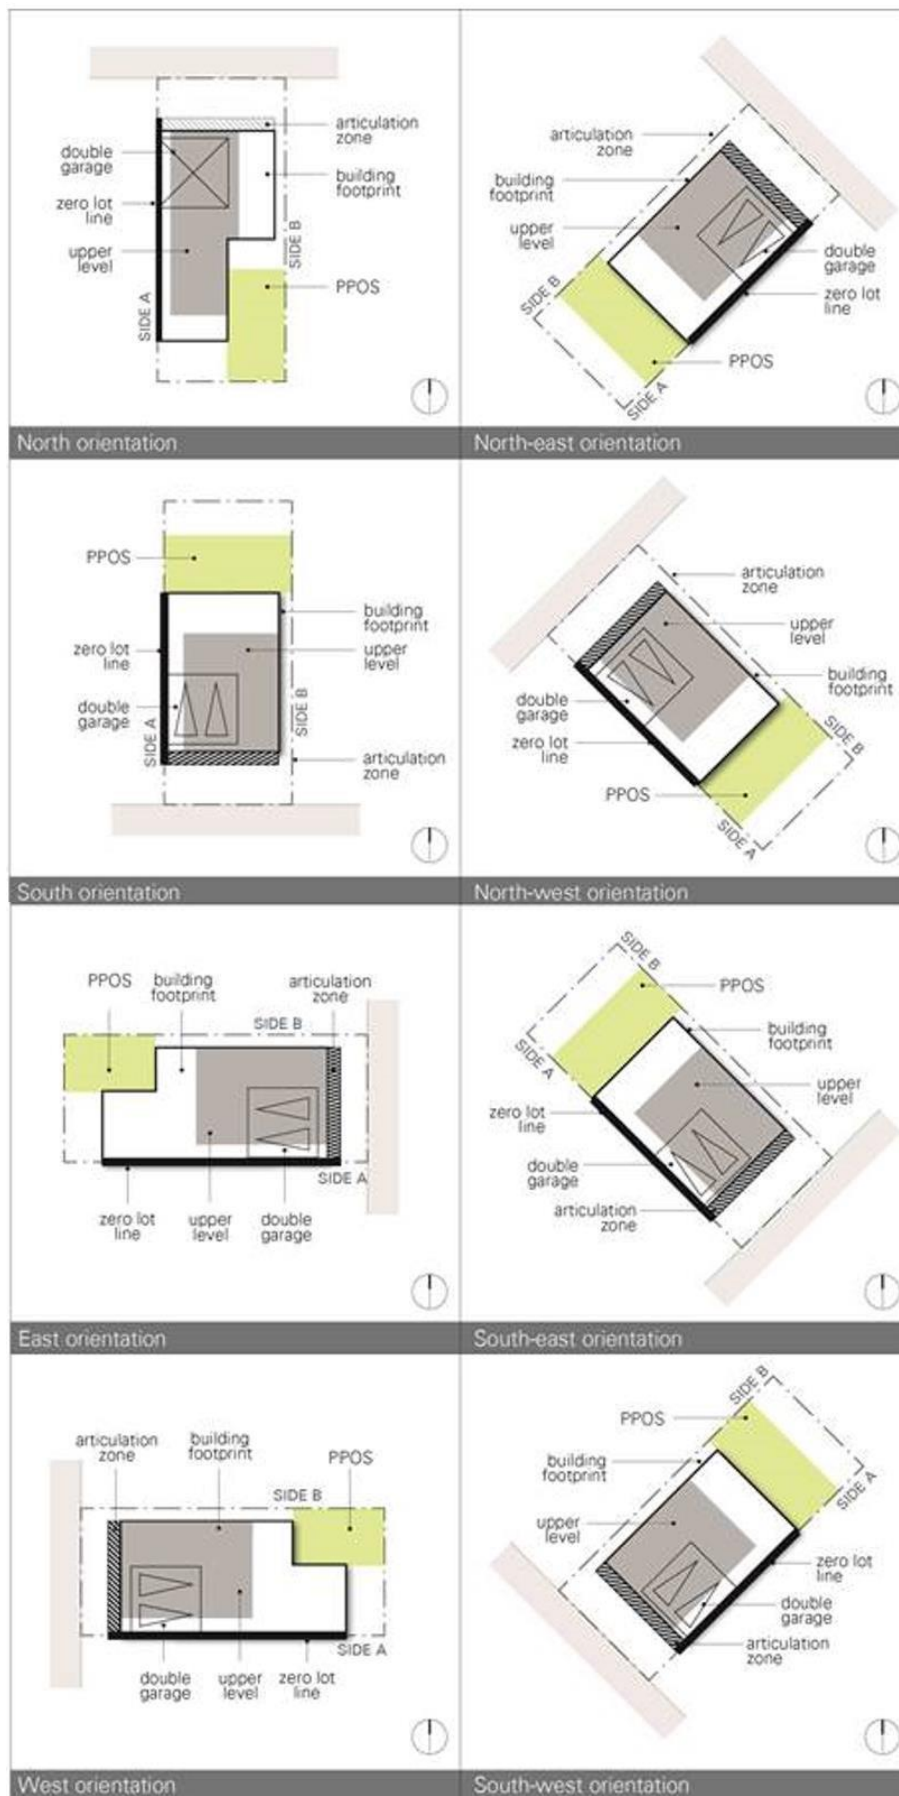 articulation
zone
double
garage
building
footprint
zero lot
line
upper
level
SIDE B
PPOS
SIDE A
North orientation
articulation
zone
building
footprint
upper
level
double
garage
SIDE B
zero lot
line
PPOS
SIDE A
North-east orientation
PPOS
building
footprint
zero lot
line
upper
level
double
garage
SIDE B
SIDE A
articulation
zone
South orientation
articulation
zone
upper
level
building
footprint
double
garage
SIDE B
zero lot
line
PPOS
SIDE A
North-west orientation
PPOS
building
footprint
articulation
zone
SIDE B
SIDE A
zero lot
line
upper
level
double
garage
East orientation
SIDE B
PPOS
building
footprint
SIDE A
upper
level
zero lot
line
double
garage
articulation
zone
South-east orientation
articulation
zone
building
footprint
PPOS
SIDE B
SIDE A
double
garage
upper
level
zero lot
line
West orientation
SIDE B
PPOS
building
footprint
SIDE A
upper
level
zero lot
line
double
garage
articulation
zone
South-west orientation